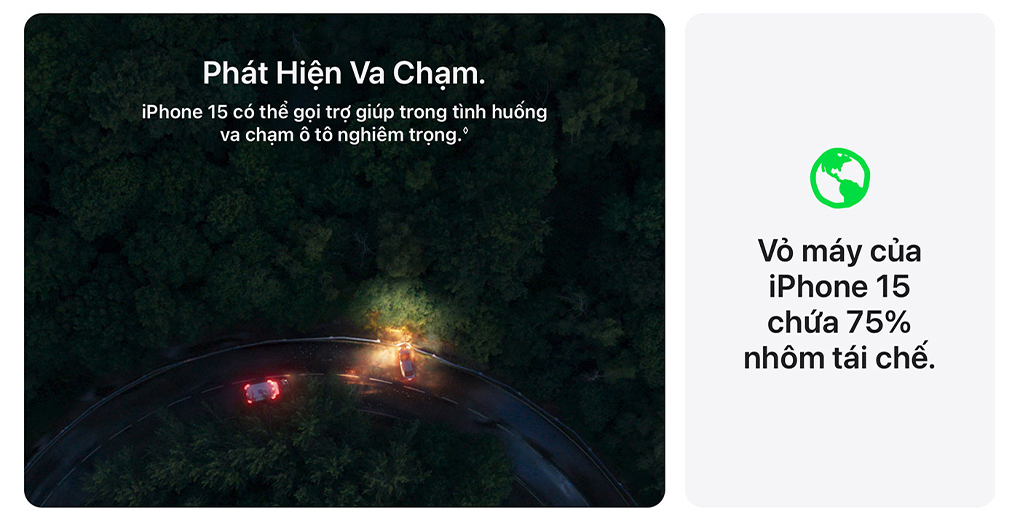 Phát Hiện Va Chạm.
iPhone 15 có thể gọi trợ giúp trong tình huống
va chạm ô tô nghiêm trọng.◊
Vỏ máy của
iPhone 15
chứa 75%
nhôm tái chế.